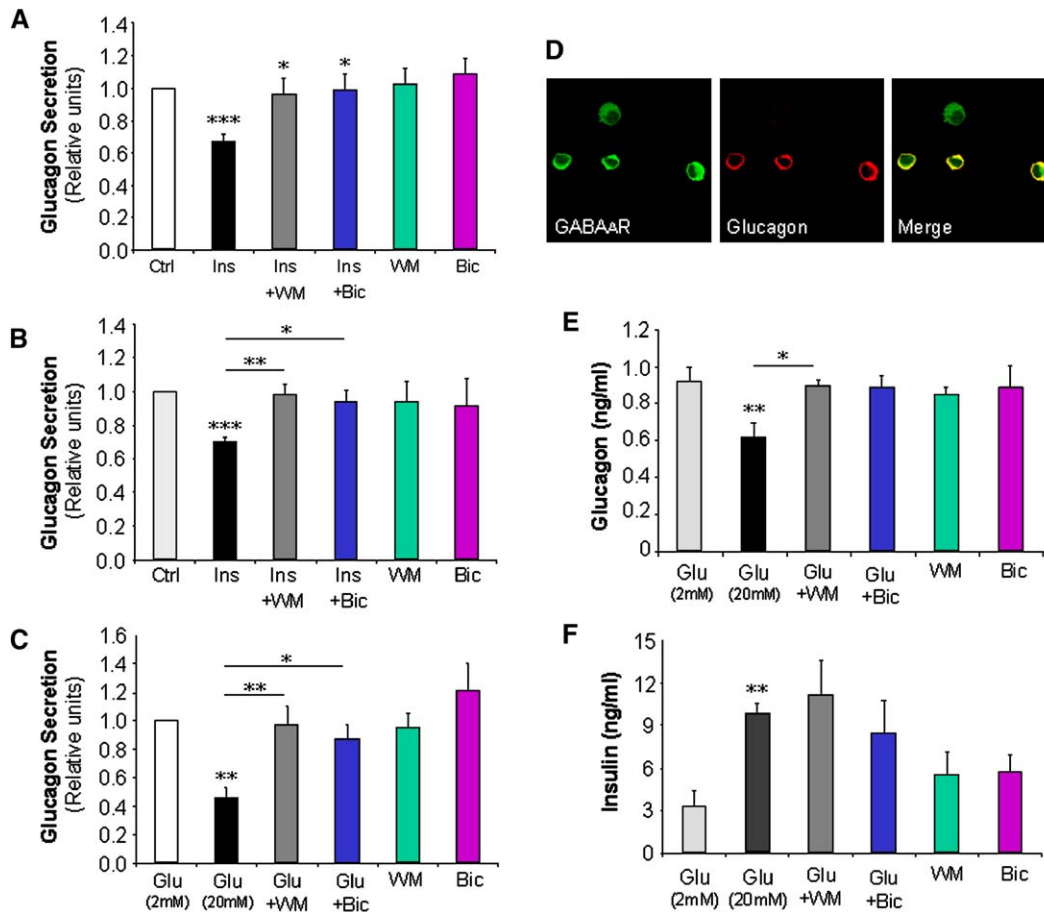 A
Glucagon Secretion
(Relative units)
1.4
1.2
1.0
0.8
0.6
0.4
0.2
0.0
***
*
*
Ctrl Ins Ins Ins WM Bic
+WM +Bic
B
Glucagon Secretion
(Relative units)
1.4
1.2
1.0
0.8
0.6
0.4
0.2
0.0
*
**
***
Ctrl Ins Ins Ins WM Bic
+WM +Bic
C
Glucagon Secretion
(Relative units)
1.6
1.4
1.2
1.0
0.8
0.6
0.4
0.2
0.0
*
**
**
Glu Glu Glu Glu WM Bic
(2mM) (20mM) +WM +Bic
D
GABAAR Glucagon Merge
E
Glucagon (ng/ml)
1.2
0.9
0.6
0.3
0
*
**
Glu Glu Glu Glu WM Bic
(2mM) (20mM) +WM +Bic
F
Insulin (ng/ml)
15
12
9
6
3
0
**
Glu Glu Glu Glu WM Bic
(2mM) (20mM) +WM +Bic